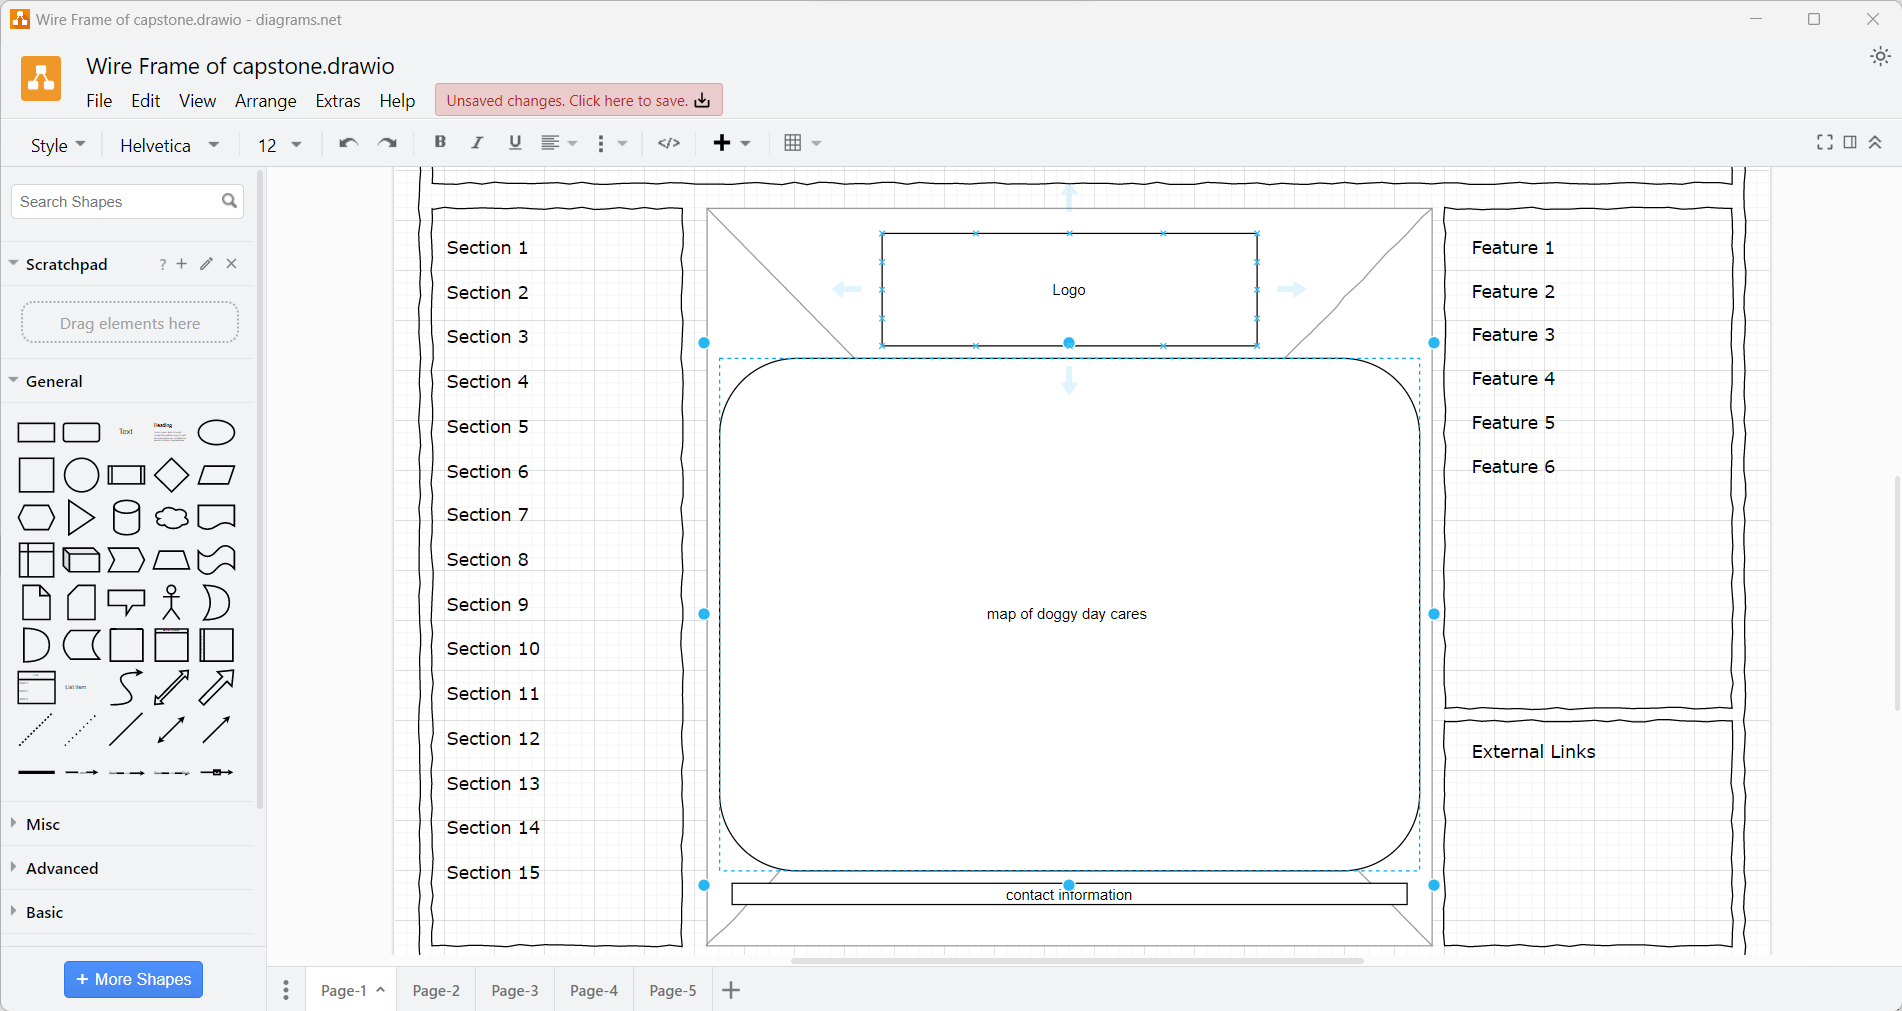 Wire Frame of capstone.drawio - diagrams.net
Wire Frame of capstone.drawio
File Edit View Arrange Extras Help Unsaved changes. Click here to save.
Style Helvetica 12 B I U </>
Search Shapes
Scratchpad ?
Drag elements here
General
Text Heading
List Item
Misc
Advanced
Basic
+ More Shapes
Section 1
Section 2
Section 3
Section 4
Section 5
Section 6
Section 7
Section 8
Section 9
Section 10
Section 11
Section 12
Section 13
Section 14
Section 15
Logo
map of doggy day cares
contact information
Feature 1
Feature 2
Feature 3
Feature 4
Feature 5
Feature 6
External Links
Page-1 Page-2 Page-3 Page-4 Page-5